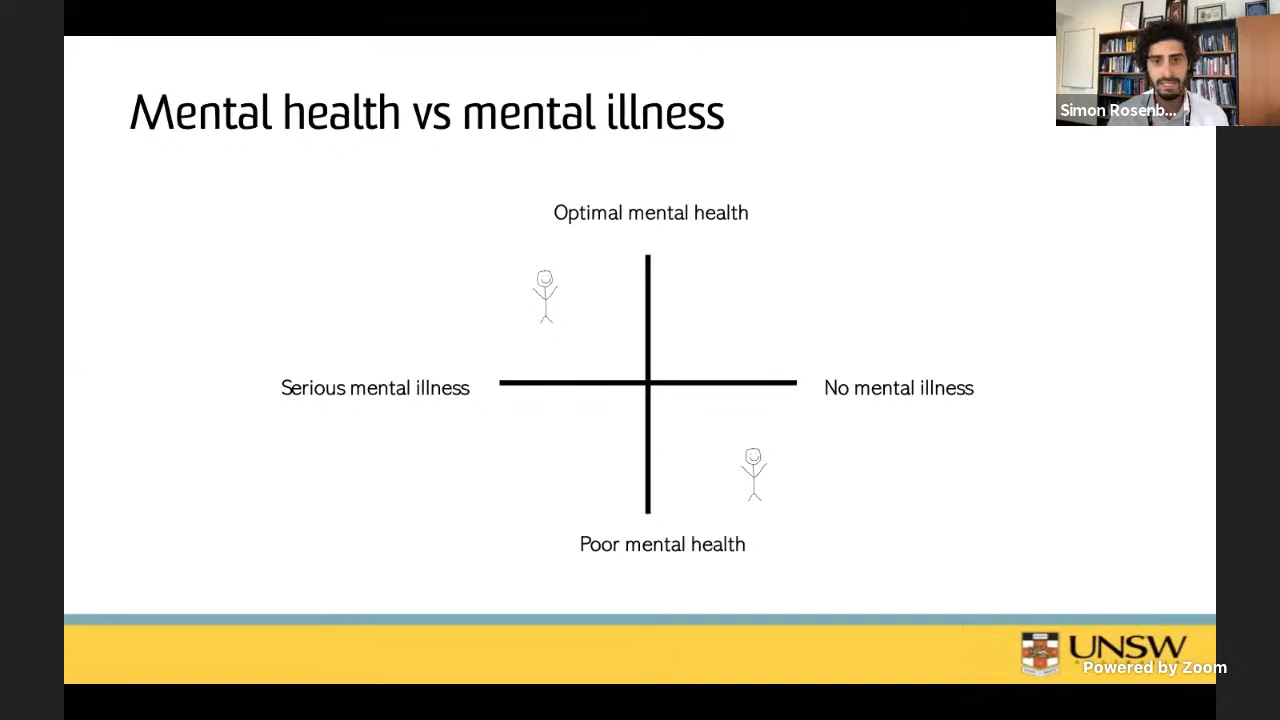 Mental health vs mental illness
Simon Rosenb...
Optimal mental health
Serious mental illness
No mental illness
Poor mental health
UNSW
Powered by Zoom